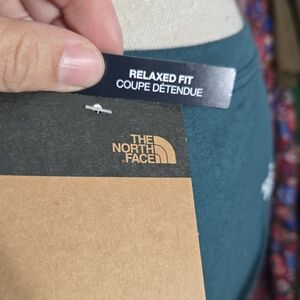 RELAXED FIT
COUPE DÉTENDUE
THE
NORTH
FACE